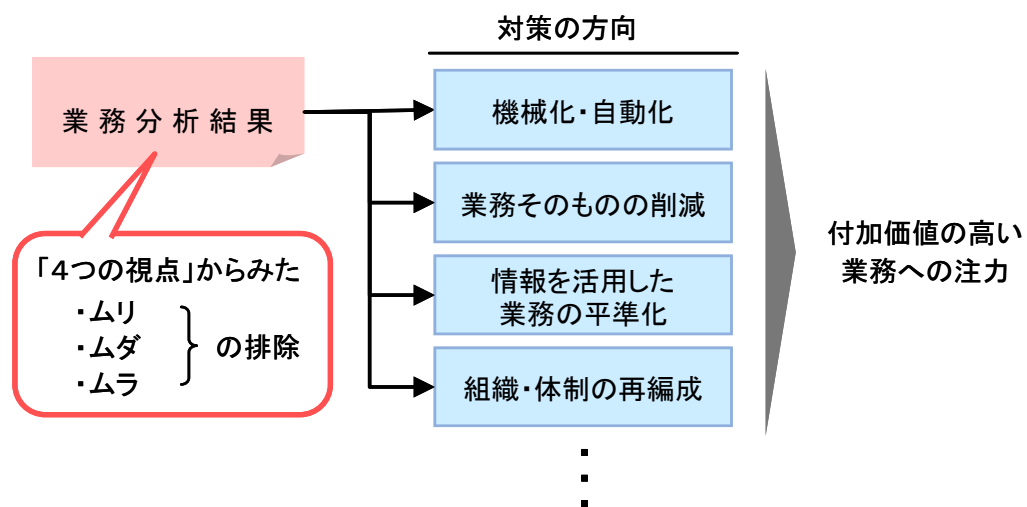 対策の方向
業務分析結果
機械化・自動化
業務そのものの削減
情報を活用した
業務の平準化
組織・体制の再編成
「4つの視点」からみた
・ムリ
・ムダ
・ムラ
の排除
付加価値の高い
業務への注力